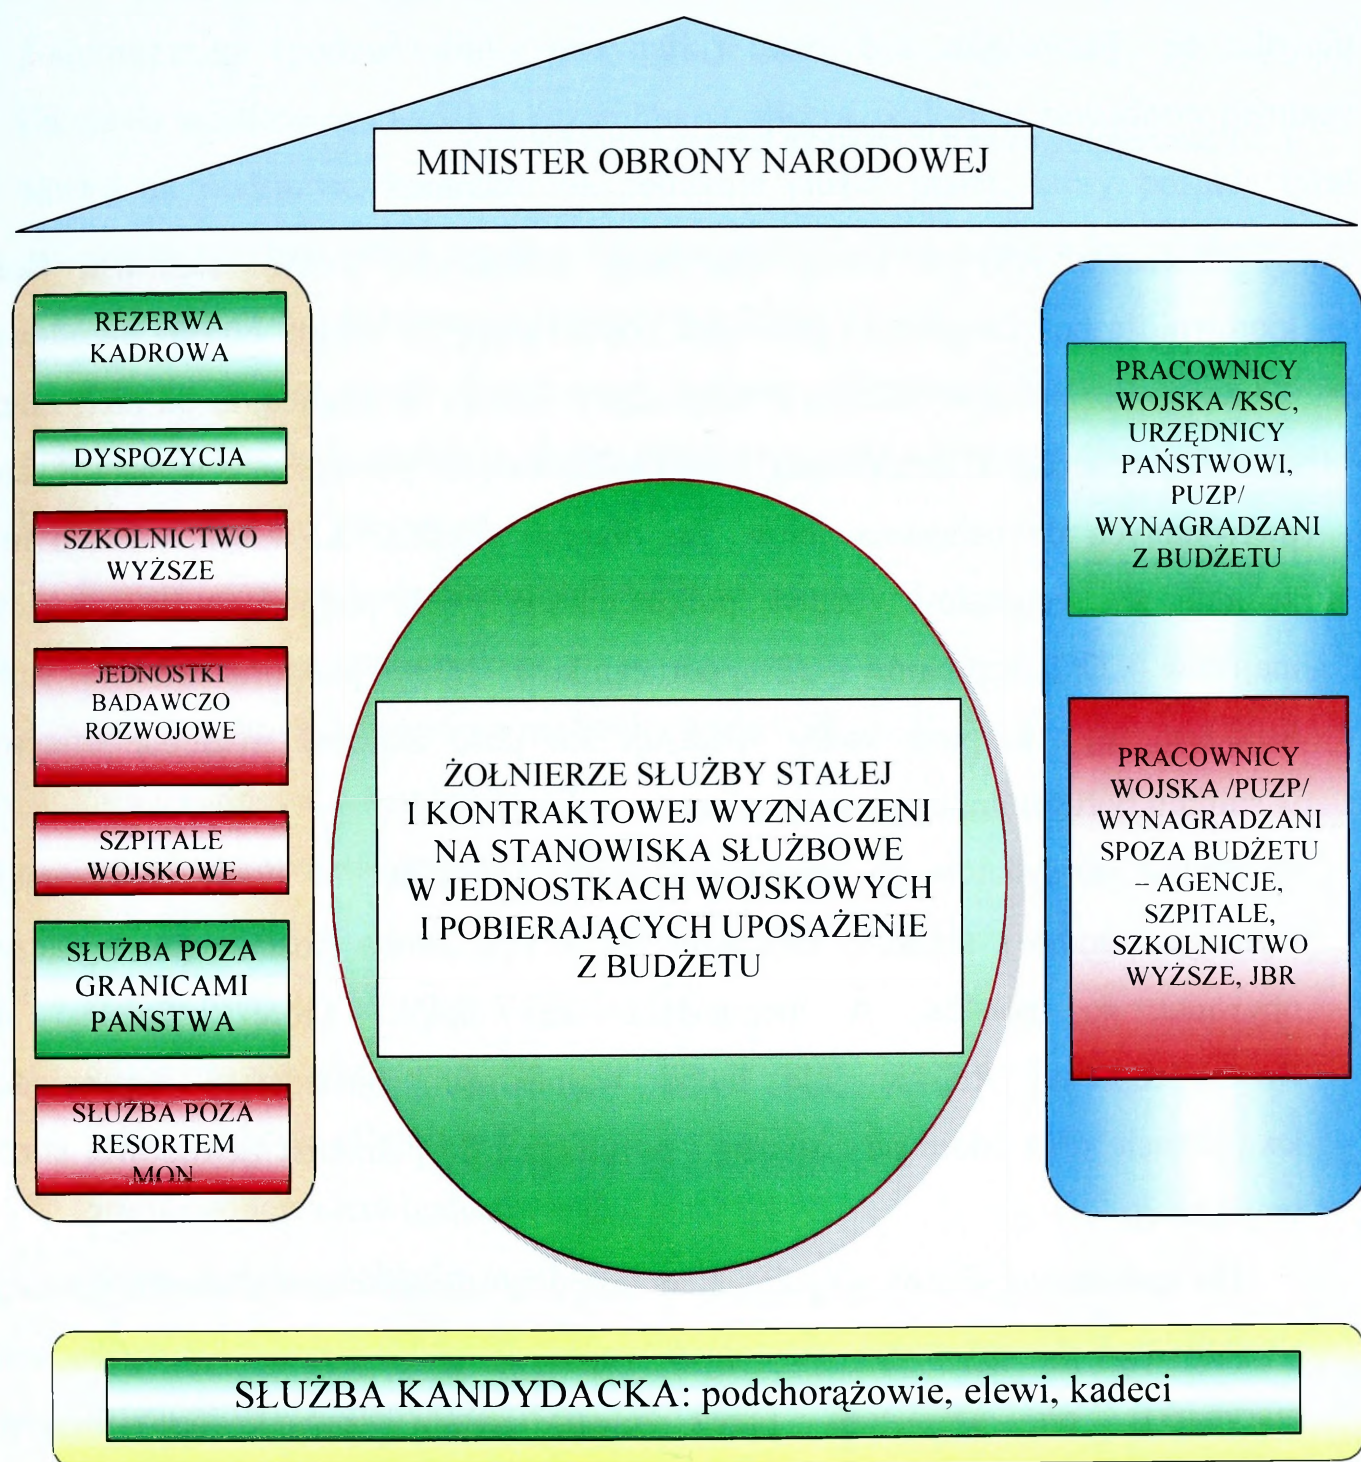 MINISTER OBRONY NARODOWEJ
REZERWA
KADROWA
DYSPOZYCJA
SZKOLNICTWO
WYŻSZE
JEDNOSTKI
BADAWCZO
ROZWOJOWE
SZPITALE
WOJSKOWE
SŁUŻBA POZA
GRANICAMI
PAŃSTWA
SŁUŻBA POZA
RESORTEM
MON
ŻOŁNIERZE SŁUŻBY STAŁEJ
I KONTRAKTOWEJ WYZNACZENI
NA STANOWISKA SŁUŻBOWE
W JEDNOSTKACH WOJSKOWYCH
I POBIERAJĄCYCH UPOSAŻENIE
Z BUDŻETU
PRACOWNICY
WOJSKA /KSC,
URZĘDNICY
PAŃSTWOWI,
PUZP/
WYNAGRADZANI
Z BUDŻETU
PRACOWNICY
WOJSKA /PUZP/
WYNAGRADZANI
SPOZA BUDŻETU
– AGENCJE,
SZPITALE,
SZKOLNICTWO
WYŻSZE, JBR
SŁUŻBA KANDYDACKA: podchorążowie, elewi, kadeci